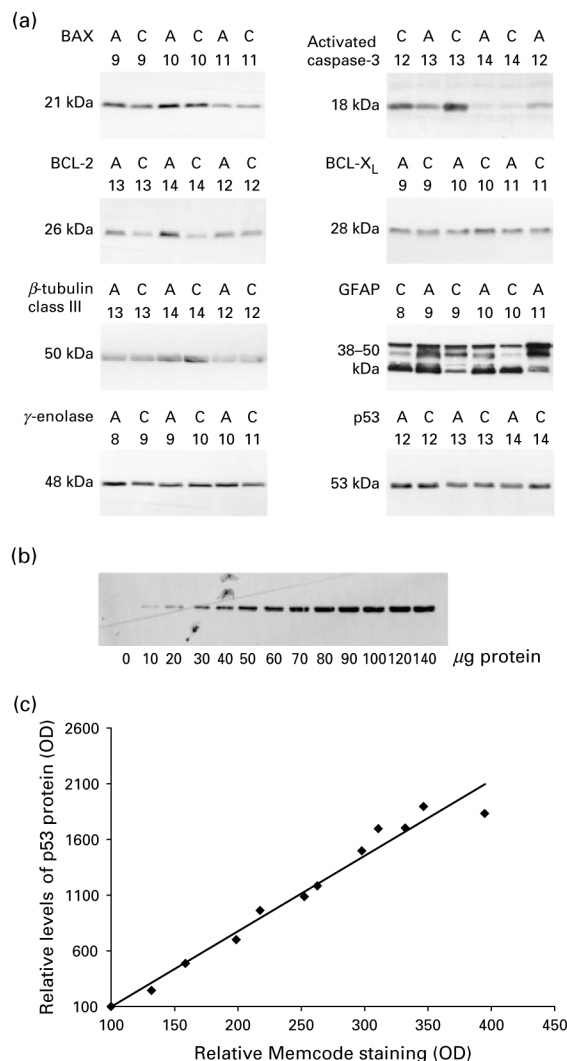 (a)
BAX A C A C A C
9 9 10 10 11 11
21 kDa
Activated caspase-3 C A C A C A
12 13 13 14 14 12
18 kDa
BCL-2 A C A C A C
13 13 14 14 12 12
26 kDa
BCL-XL A C A C A C
9 9 10 10 11 11
28 kDa
β-tubulin class III A C A C A C
13 13 14 14 12 12
50 kDa
GFAP C A C A C A
8 9 9 10 10 11
38–50 kDa
γ-enolase A C A C A C
8 9 9 10 10 11
48 kDa
p53 A C A C A C
12 12 13 13 14 14
53 kDa
(b)
0 10 20 30 40 50 60 70 80 90 100 120 140 μg protein
(c)
Relative levels of p53 protein (OD)
2600
2100
1600
1100
600
100
100 150 200 250 300 350 400 450
Relative Memcode staining (OD)